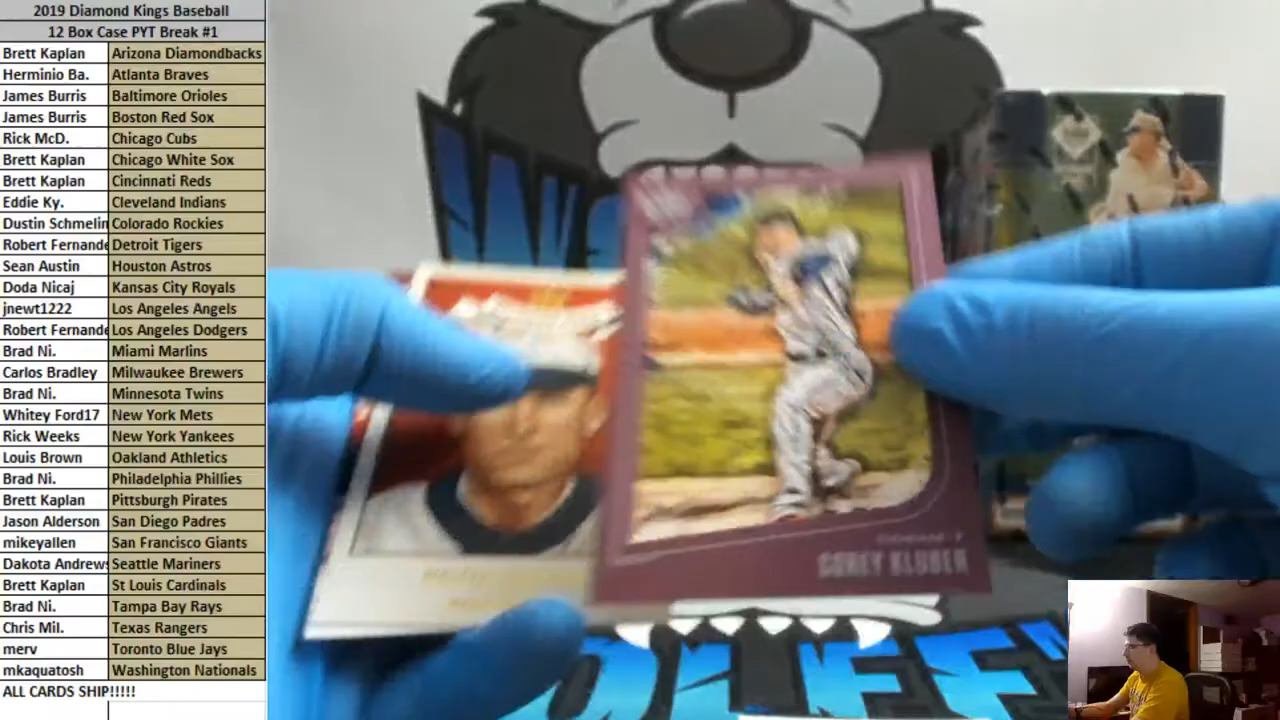 2019 Diamond Kings Baseball
12 Box Case PYT Break #1
Brett Kaplan Arizona Diamondbacks
Herminio Ba. Atlanta Braves
James Burris Baltimore Orioles
James Burris Boston Red Sox
Rick McD. Chicago Cubs
Brett Kaplan Chicago White Sox
Brett Kaplan Cincinnati Reds
Eddie Ky. Cleveland Indians
Dustin Schmelin Colorado Rockies
Robert Fernande Detroit Tigers
Sean Austin Houston Astros
Doda Nicaj Kansas City Royals
jnewt1222 Los Angeles Angels
Robert Fernande Los Angeles Dodgers
Brad Ni. Miami Marlins
Carlos Bradley Milwaukee Brewers
Brad Ni. Minnesota Twins
Whitey Ford17 New York Mets
Rick Weeks New York Yankees
Louis Brown Oakland Athletics
Brad Ni. Philadelphia Phillies
Brett Kaplan Pittsburgh Pirates
Jason Alderson San Diego Padres
mikeyallen San Francisco Giants
Dakota Andrews Seattle Mariners
Brett Kaplan St Louis Cardinals
Brad Ni. Tampa Bay Rays
Chris Mil. Texas Rangers
merv Toronto Blue Jays
mkaquatosh Washington Nationals
ALL CARDS SHIP!!!!!
COREY KLUBER